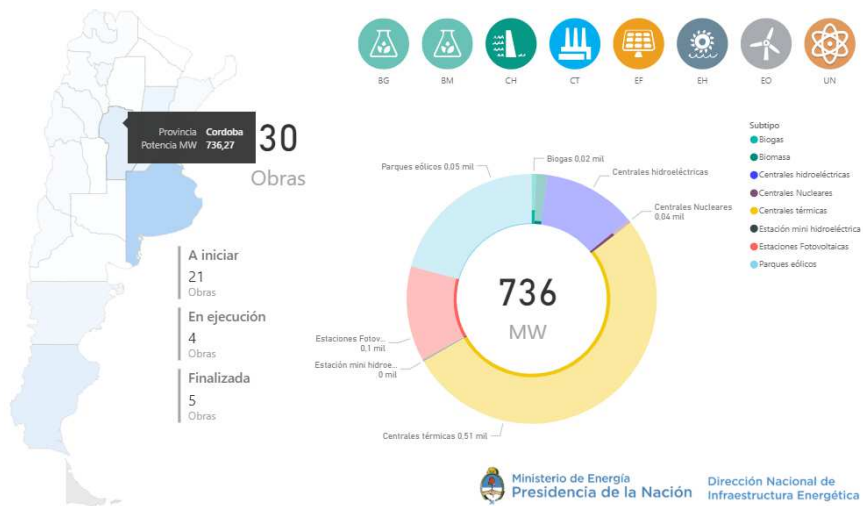 BG
BM
CH
CT
EF
EH
EO
UN
Provincia Cordoba
Potencia MW 736,27
30
Obras
A iniciar
21
Obras
En ejecución
4
Obras
Finalizada
5
Obras
Parques eólicos 0,05 mil
Biogas 0,02 mil
Centrales hidroeléctricas
Centrales Nucleares
0,04 mil
736
MW
Estaciones Fotov...
0,1 mil
Estación mini hidroe...
0 mil
Centrales térmicas 0,51 mil
Subtipo
Biogas
Biomasa
Centrales hidroeléctricas
Centrales Nucleares
Centrales térmicas
Estación mini hidroeléctrica
Estaciones Fotovoltaicas
Parques eólicos
Ministerio de Energía
Presidencia de la Nación
Dirección Nacional de
Infraestructura Energética